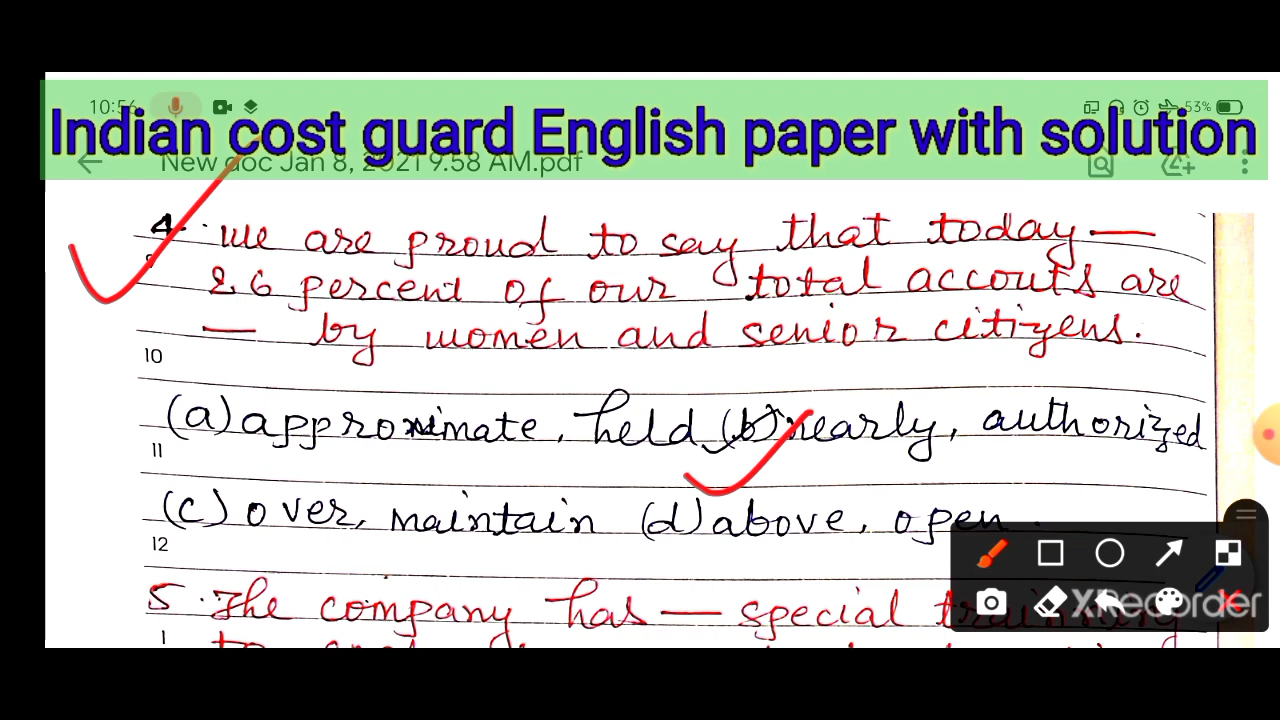 10:56
53%
Indian cost guard English paper with solution
New doc Jan 8, 2021 9.58 AM.pdf
4. we are proud to say that today —
26 percent of our total accouts are
— by women and senior citizens.
10
(a) approximate, held (b) nearly, authorized
11
(c) over, maintain (d) above, open.
12
5. The company has — special training
1
Xrecorder